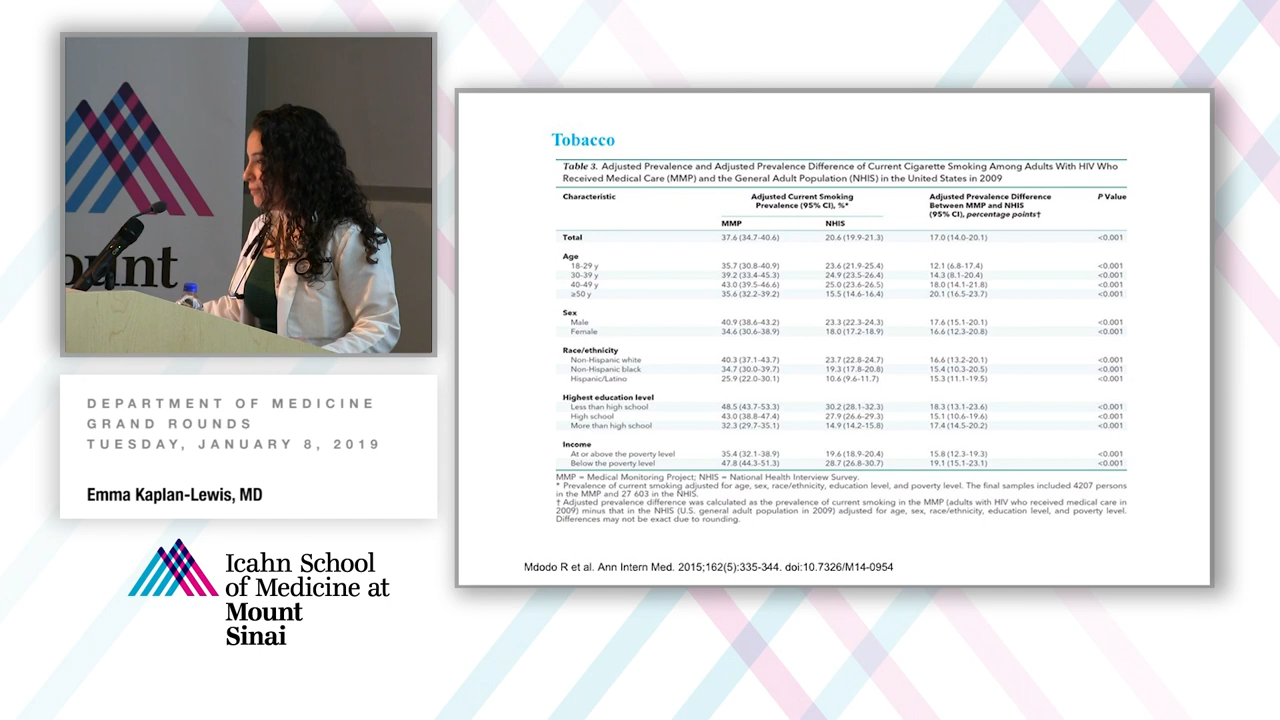 ount
DEPARTMENT OF MEDICINE
GRAND ROUNDS
TUESDAY, JANUARY 8, 2019
Emma Kaplan-Lewis, MD
Icahn School
of Medicine at
Mount
Sinai
Tobacco
Table 3. Adjusted Prevalence and Adjusted Prevalence Difference of Current Cigarette Smoking Among Adults With HIV Who
Received Medical Care (MMP) and the General Adult Population (NHIS) in the United States in 2009
Characteristic Adjusted Current Smoking Adjusted Prevalence Difference P Value
Prevalence (95% CI), %* Between MMP and NHIS
(95% CI), percentage points†
MMP NHIS
Total 37.6 (34.7-40.6) 20.6 (19.9-21.3) 17.0 (14.0-20.1) <0.001
Age
18-29 y 35.7 (30.8-40.9) 23.6 (21.9-25.4) 12.1 (6.8-17.4) <0.001
30-39 y 39.2 (33.4-45.3) 24.9 (23.5-26.4) 14.3 (8.1-20.4) <0.001
40-49 y 43.0 (39.5-46.6) 25.0 (23.6-26.5) 18.0 (14.1-21.8) <0.001
≥50 y 35.6 (32.2-39.2) 15.5 (14.6-16.4) 20.1 (16.5-23.7) <0.001
Sex
Male 40.9 (38.6-43.2) 23.3 (22.3-24.3) 17.6 (15.1-20.1) <0.001
Female 34.6 (30.6-38.9) 18.0 (17.2-18.9) 16.6 (12.3-20.8) <0.001
Race/ethnicity
Non-Hispanic white 40.3 (37.1-43.7) 23.7 (22.8-24.7) 16.6 (13.2-20.1) <0.001
Non-Hispanic black 34.7 (30.0-39.7) 19.3 (17.8-20.8) 15.4 (10.3-20.5) <0.001
Hispanic/Latino 25.9 (22.0-30.1) 10.6 (9.6-11.7) 15.3 (11.1-19.5) <0.001
Highest education level
Less than high school 48.5 (43.7-53.3) 30.2 (28.1-32.3) 18.3 (13.1-23.6) <0.001
High school 43.0 (38.8-47.4) 27.9 (26.6-29.3) 15.1 (10.6-19.6) <0.001
More than high school 32.3 (29.7-35.1) 14.9 (14.2-15.8) 17.4 (14.5-20.2) <0.001
Income
At or above the poverty level 35.4 (32.1-38.9) 19.6 (18.9-20.4) 15.8 (12.3-19.3) <0.001
Below the poverty level 47.8 (44.3-51.3) 28.7 (26.8-30.7) 19.1 (15.1-23.1) <0.001
MMP = Medical Monitoring Project; NHIS = National Health Interview Survey.
* Prevalence of current smoking adjusted for age, sex, race/ethnicity, education level, and poverty level. The final samples included 4207 persons
in the MMP and 27 603 in the NHIS.
† Adjusted prevalence difference was calculated as the prevalence of current smoking in the MMP (adults with HIV who received medical care in
2009) minus that in the NHIS (U.S. general adult population in 2009) adjusted for age, sex, race/ethnicity, education level, and poverty level.
Differences may not be exact due to rounding.
Mdodo R et al. Ann Intern Med. 2015;162(5):335-344. doi:10.7326/M14-0954